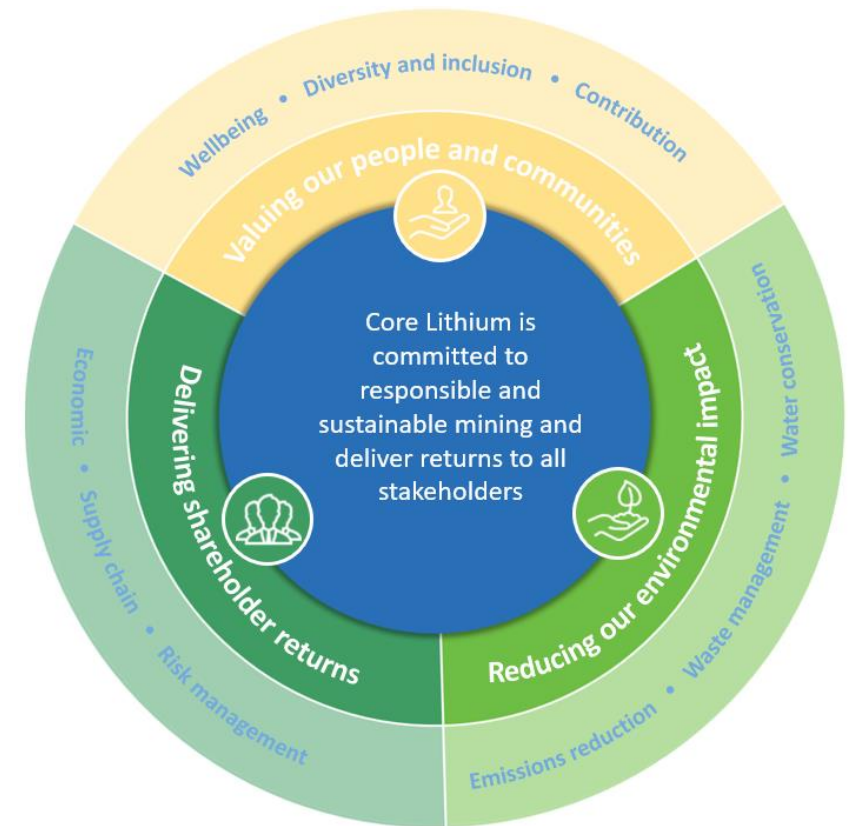 Wellbeing • Diversity and inclusion • Contribution
Valuing our people and communities
Core Lithium is
committed to
responsible and
sustainable mining and
deliver returns to all
stakeholders
Delivering shareholder returns
Economic • Supply chain • Risk management
Reducing our environmental impact
Emissions reduction • Waste management • Water conservation